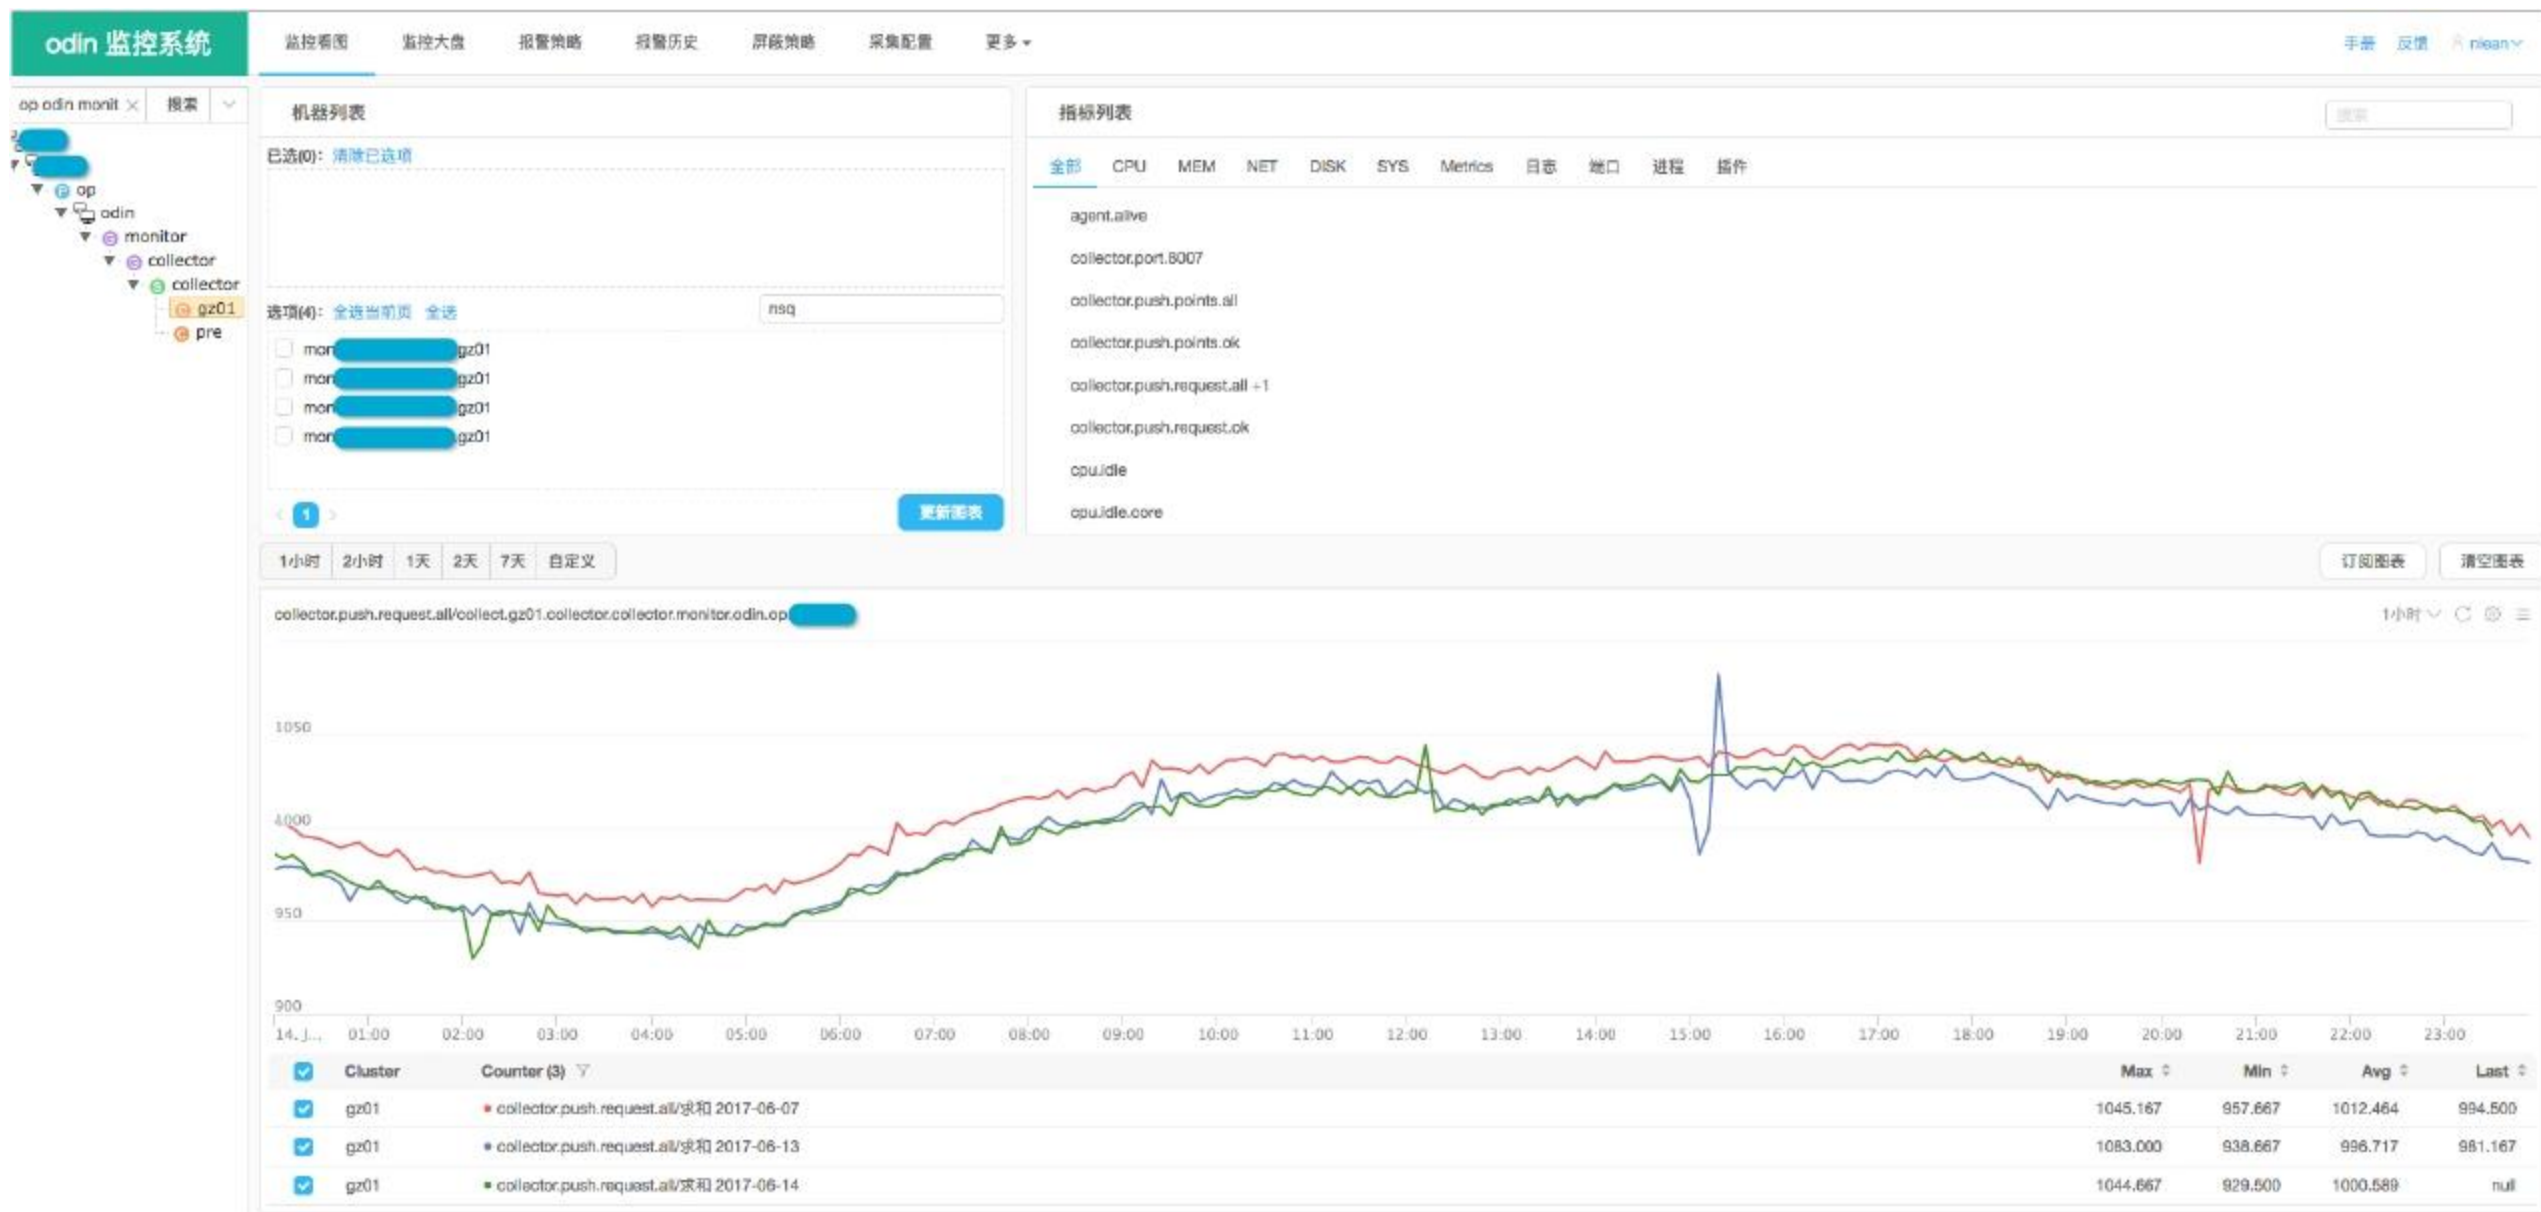 odin 监控系统
监控看图 监控大盘 报警策略 报警历史 屏蔽策略 采集配置 更多
手册 反馈 niean
op odin monit × 搜索
op
odin
monitor
collector
collector
gz01
pre
机器列表
已选(0): 清除已选项
选项(4): 全选当前页 全选 nsq
mon gz01
mon gz01
mon gz01
mon gz01
1
更新图表
指标列表 搜索
全部 CPU MEM NET DISK SYS Metrics 日志 端口 进程 插件
agent.alive
collector.port.8007
collector.push.points.all
collector.push.points.ok
collector.push.request.all +1
collector.push.request.ok
cpu.idle
cpu.idle.core
1小时 2小时 1天 2天 7天 自定义
订阅图表 清空图表
collector.push.request.all/collect.gz01.collector.collector.monitor.odin.op
1小时
1050
1000
950
900
14. J... 01:00 02:00 03:00 04:00 05:00 06:00 07:00 08:00 09:00 10:00 11:00 12:00 13:00 14:00 15:00 16:00 17:00 18:00 19:00 20:00 21:00 22:00 23:00
Cluster Counter (3) Max Min Avg Last
gz01 collector.push.request.all/求和 2017-06-07 1045.167 957.667 1012.464 994.500
gz01 collector.push.request.all/求和 2017-06-13 1083.000 938.667 996.717 981.167
gz01 collector.push.request.all/求和 2017-06-14 1044.667 929.500 1000.589 null